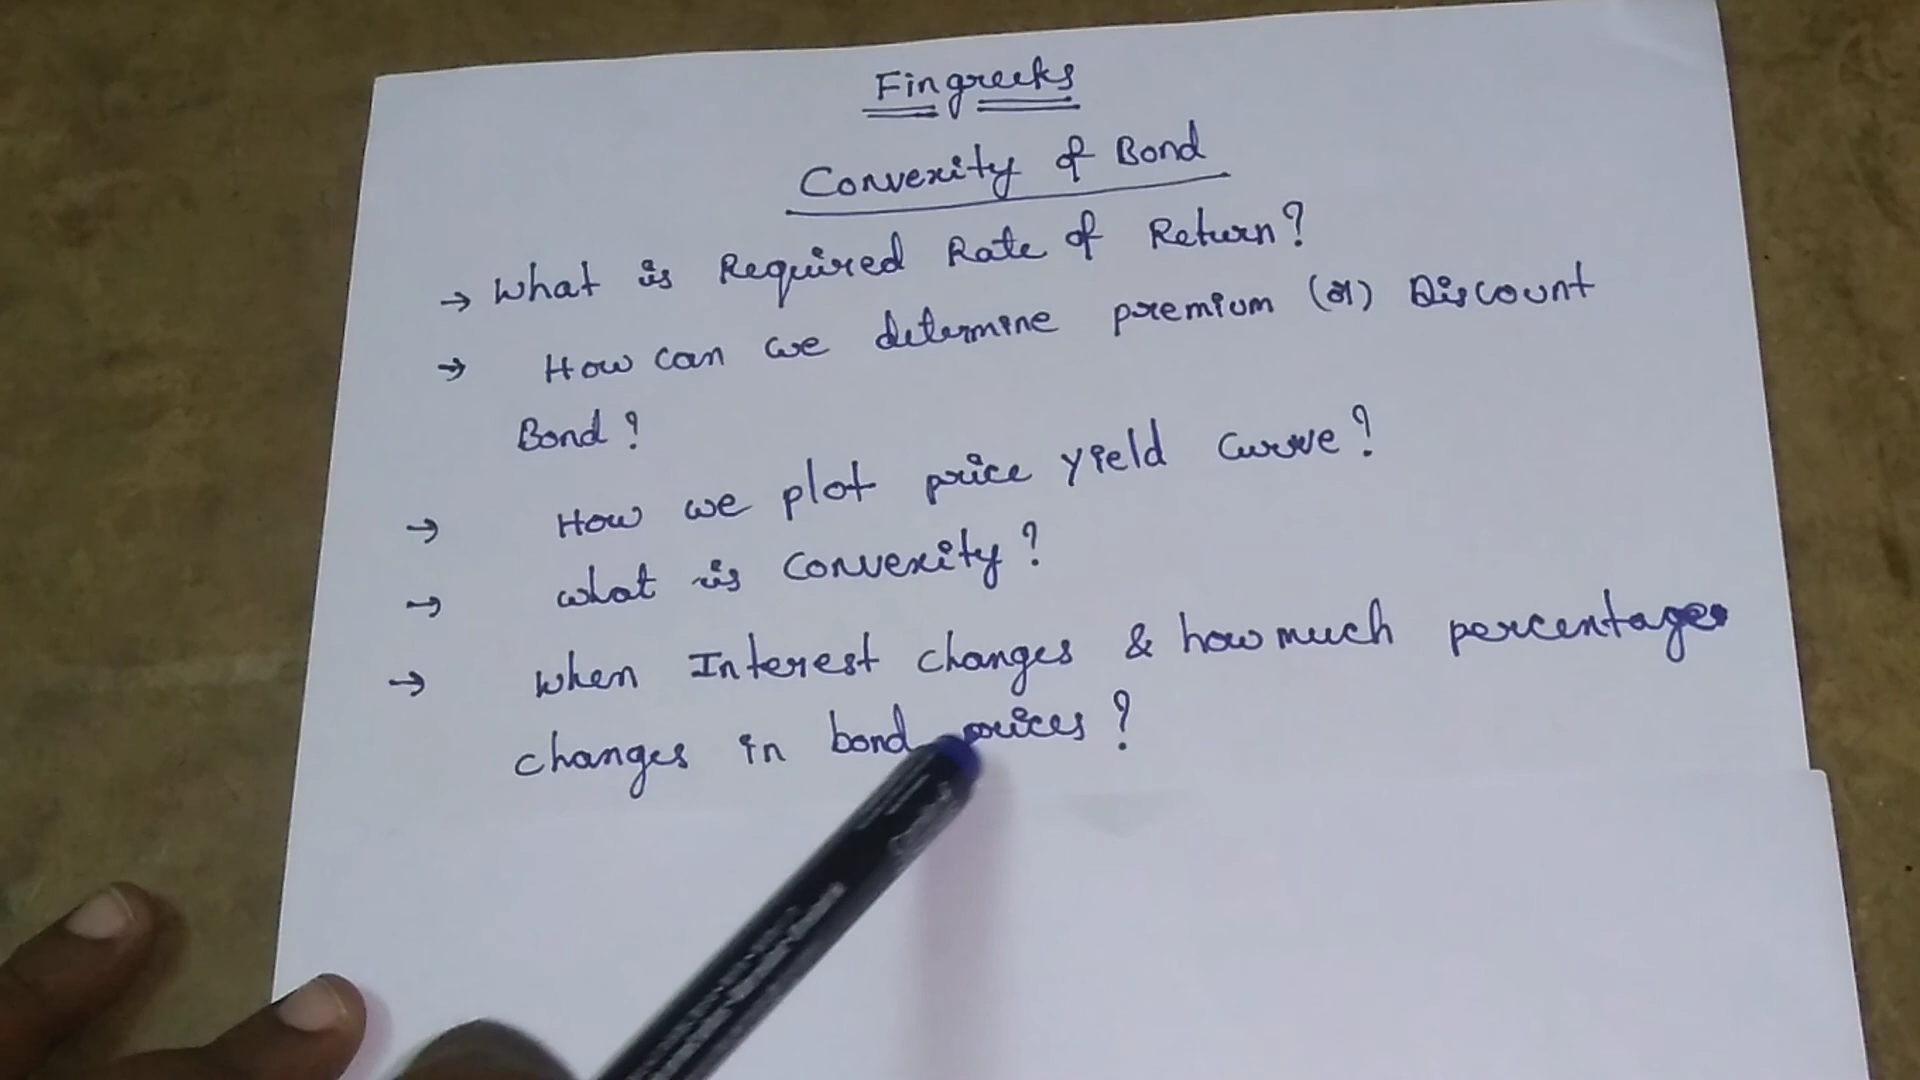 Fingreeks
Convexity of Bond
→ What is Required Rate of Return?
→ How can we determine premium (or) Discount
Bond?
→ How we plot price yield curve?
→ what is convexity?
→ when Interest changes & how much percentage
changes in bond prices?